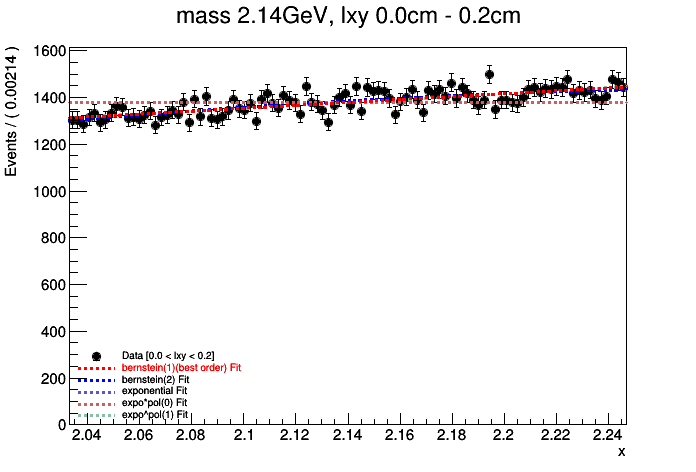 mass 2.14GeV, lxy 0.0cm - 0.2cm
Events / ( 0.00214 )
1600
1400
1200
1000
800
600
400
200
0
Data [0.0 < lxy < 0.2]
bernstein(1)(best order) Fit
bernstein(2) Fit
exponential Fit
expo*pol(0) Fit
expo^pol(1) Fit
2.04 2.06 2.08 2.1 2.12 2.14 2.16 2.18 2.2 2.22 2.24
x